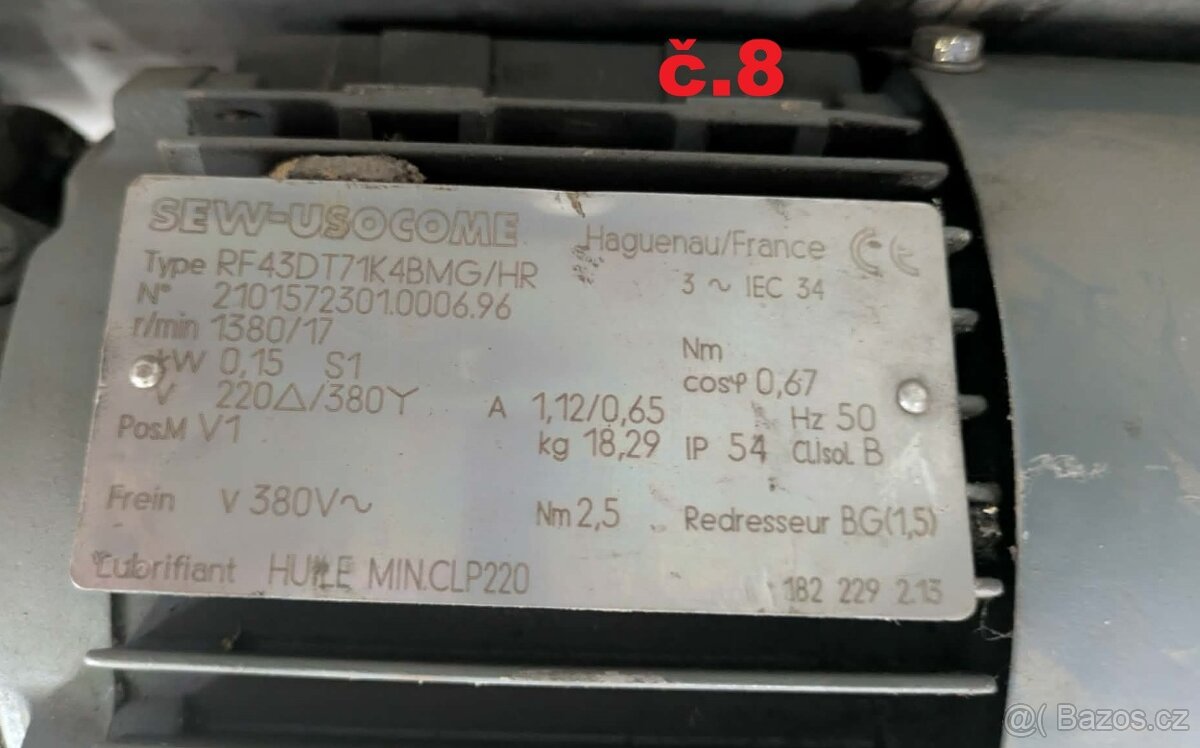 č.8
SEW-USOCOME Haguenau/France CE
Type RF43DT71K4BMG/HR 3 ~ IEC 34
N° 2101572301.0006.96
r/min 1380/17 Nm
kW 0,15 S1 cosφ 0,67
V 220△/380Y A 1,12/0,65 Hz 50
Pos.M V1 kg 18,29 IP 54 Cl.Isol. B
Frein V 380V~ Nm 2,5 Redresseur BG(1,5)
Lubrifiant HUILE MIN.CLP220 182 229 2.13
@( Bazos.cz